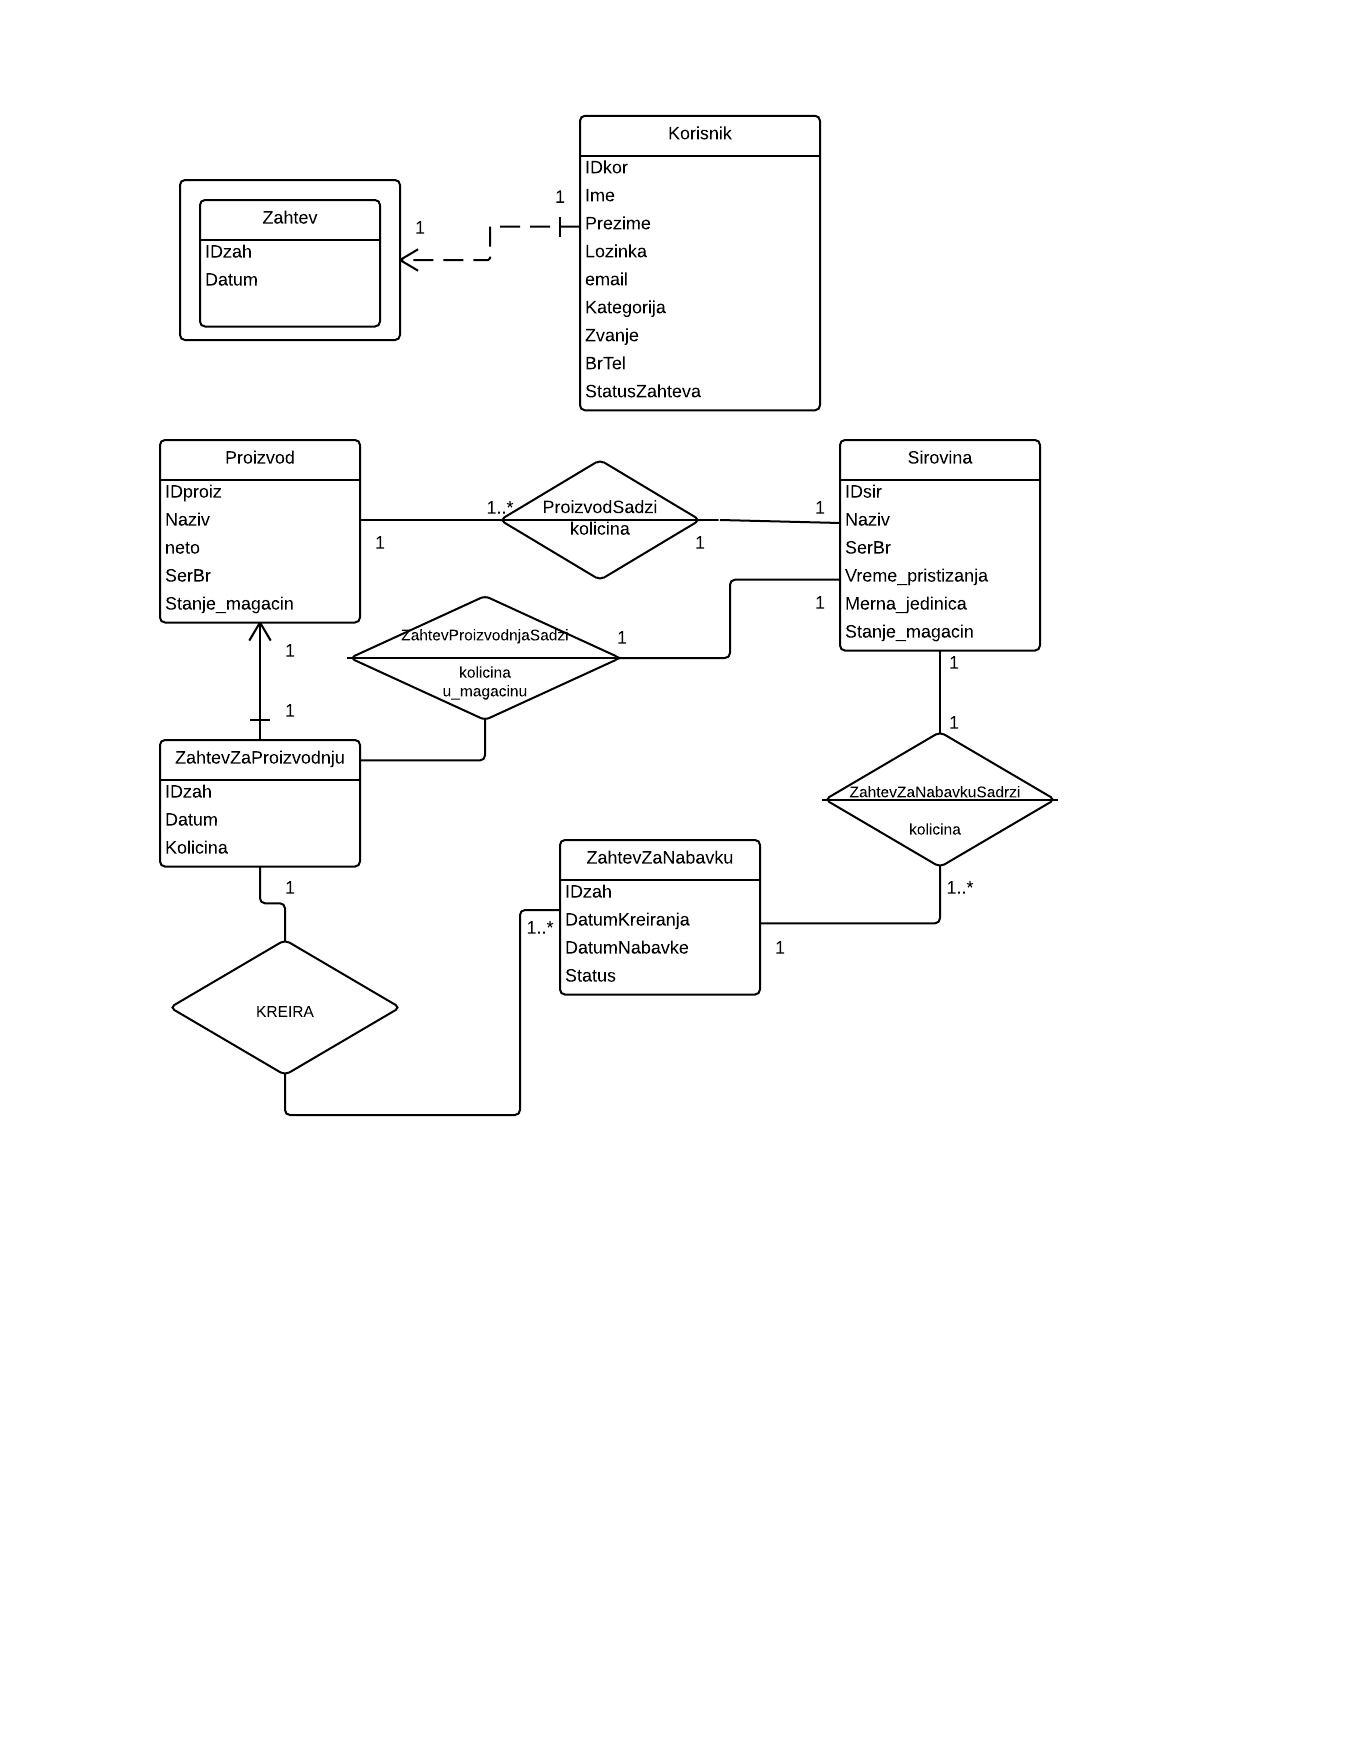 Korisnik
IDkor
Ime
Prezime
Lozinka
email
Kategorija
Zvanje
BrTel
StatusZahteva
1
1
Zahtev
IDzah
Datum
Proizvod
IDproiz
Naziv
neto
SerBr
Stanje_magacin
1..*
1
ProizvodSadzi
kolicina
1
1
Sirovina
IDsir
Naziv
SerBr
Vreme_pristizanja
Merna_jedinica
Stanje_magacin
1
1
ZahtevProizvodnjaSadzi
kolicina
u_magacinu
1
1
1
1
ZahtevZaProizvodnju
IDzah
Datum
Kolicina
ZahtevZaNabavkuSadrzi
kolicina
1..*
1
ZahtevZaNabavku
IDzah
DatumKreiranja
DatumNabavke
Status
1..*
1
KREIRA